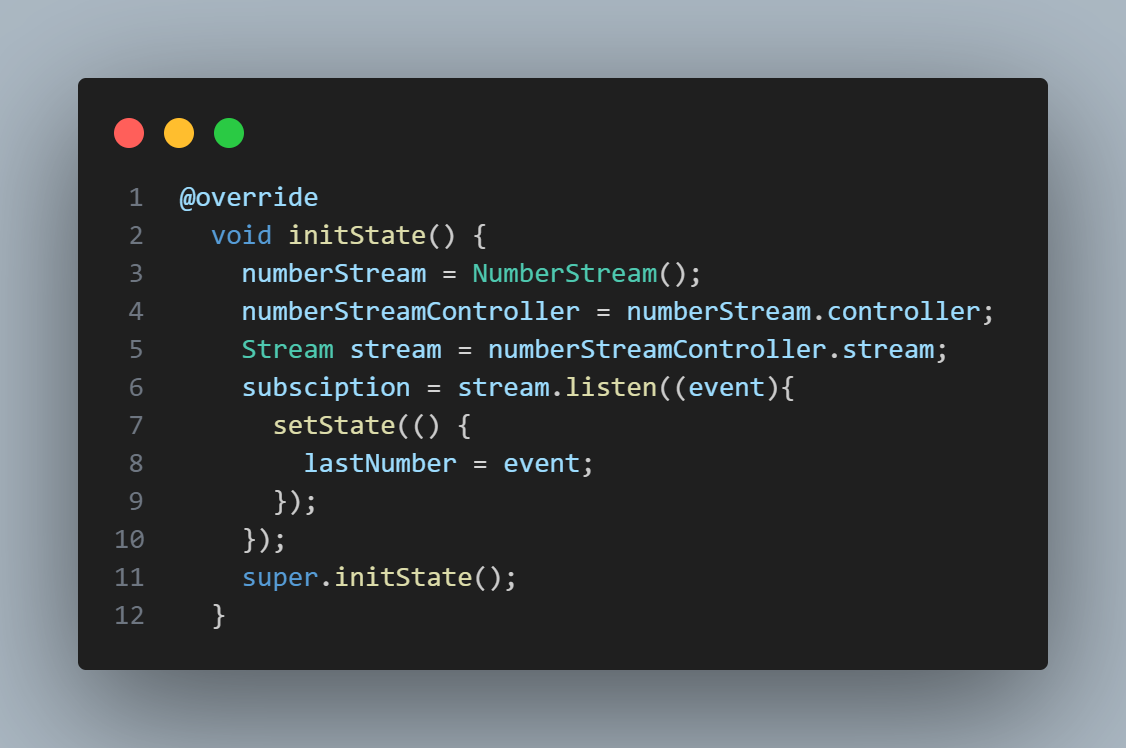 1 @override
2 void initState() {
3 numberStream = NumberStream();
4 numberStreamController = numberStream.controller;
5 Stream stream = numberStreamController.stream;
6 subsciption = stream.listen((event){
7 setState(() {
8 lastNumber = event;
9 });
10 });
11 super.initState();
12 }